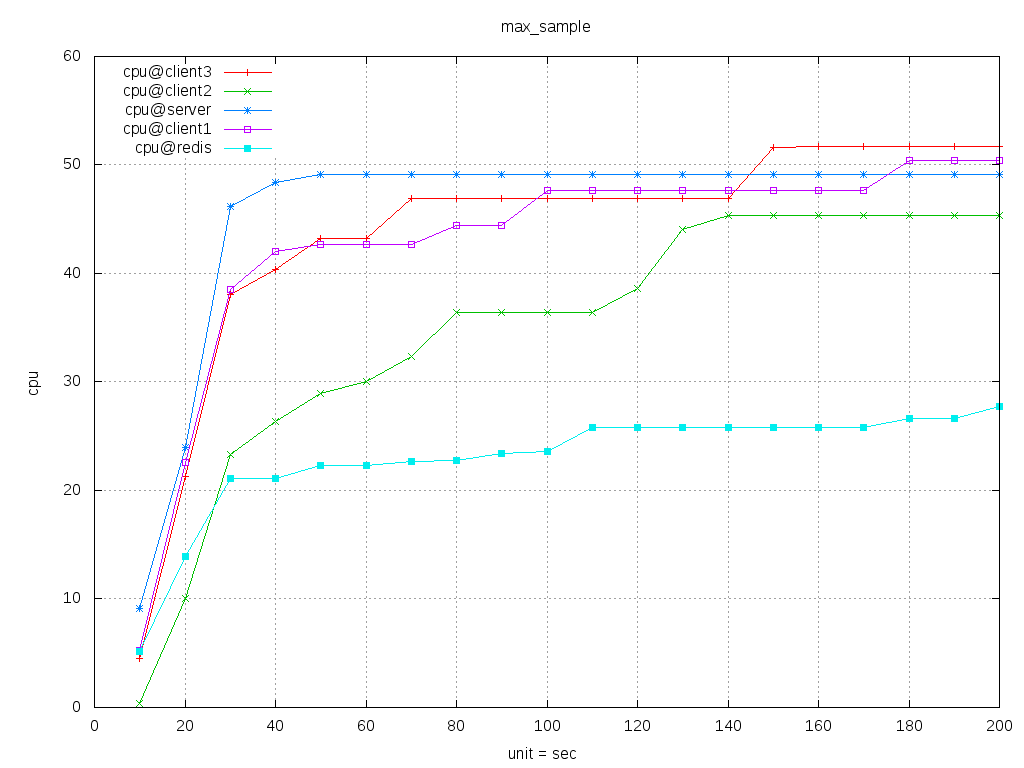 max_sample
60
50
40
30
20
10
0
cpu@client3
cpu@client2
cpu@server
cpu@client1
cpu@redis
cpu
0 20 40 60 80 100 120 140 160 180 200
unit = sec